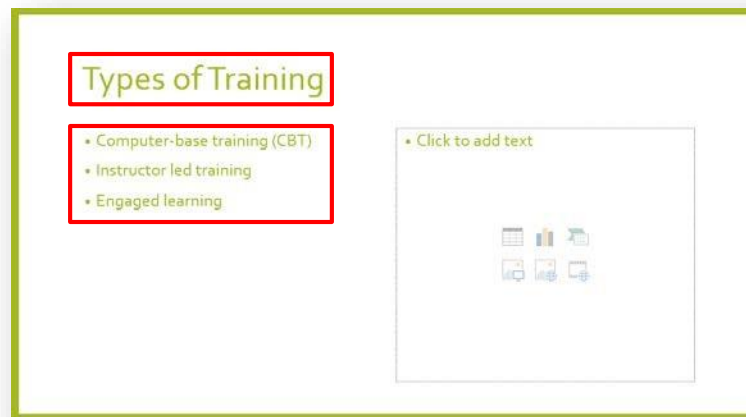 Types of Training
• Computer-base training (CBT)
• Instructor led training
• Engaged learning
• Click to add text